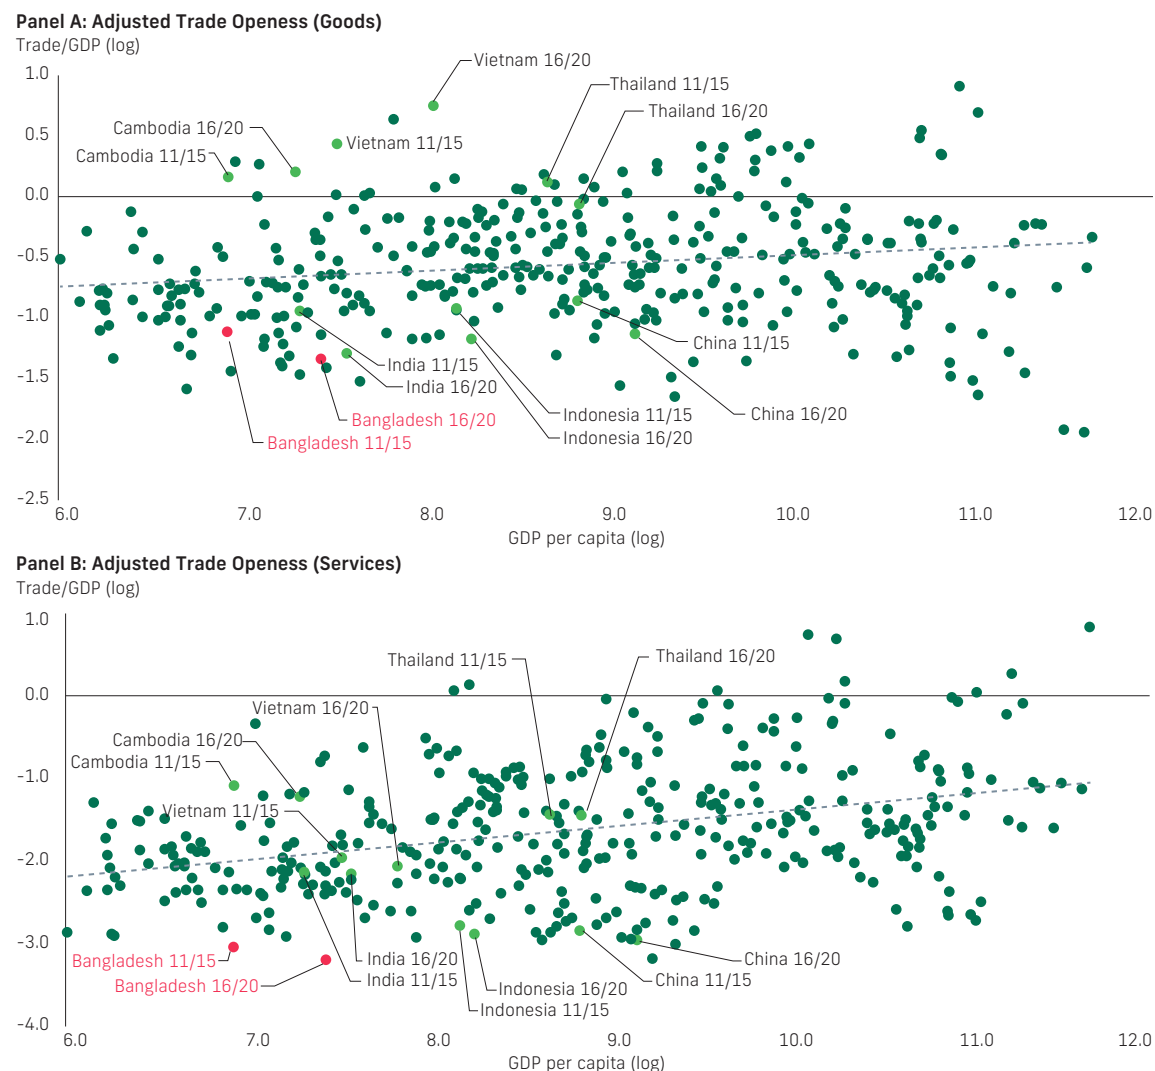 Panel A: Adjusted Trade Openess (Goods)
Trade/GDP (log)
1.0
0.5
0.0
-0.5
-1.0
-1.5
-2.0
-2.5
Vietnam 16/20
Thailand 11/15
Thailand 16/20
Cambodia 16/20
Vietnam 11/15
Cambodia 11/15
China 11/15
India 11/15
India 16/20
Indonesia 11/15
China 16/20
Bangladesh 16/20
Indonesia 16/20
Bangladesh 11/15
6.0 7.0 8.0 9.0 10.0 11.0 12.0
GDP per capita (log)
Panel B: Adjusted Trade Openess (Services)
Trade/GDP (log)
1.0
0.0
-1.0
-2.0
-3.0
-4.0
Thailand 11/15
Thailand 16/20
Vietnam 16/20
Cambodia 16/20
Cambodia 11/15
Vietnam 11/15
Bangladesh 11/15
India 16/20
China 16/20
India 11/15
China 11/15
Bangladesh 16/20
Indonesia 16/20
Indonesia 11/15
6.0 7.0 8.0 9.0 10.0 11.0 12.0
GDP per capita (log)